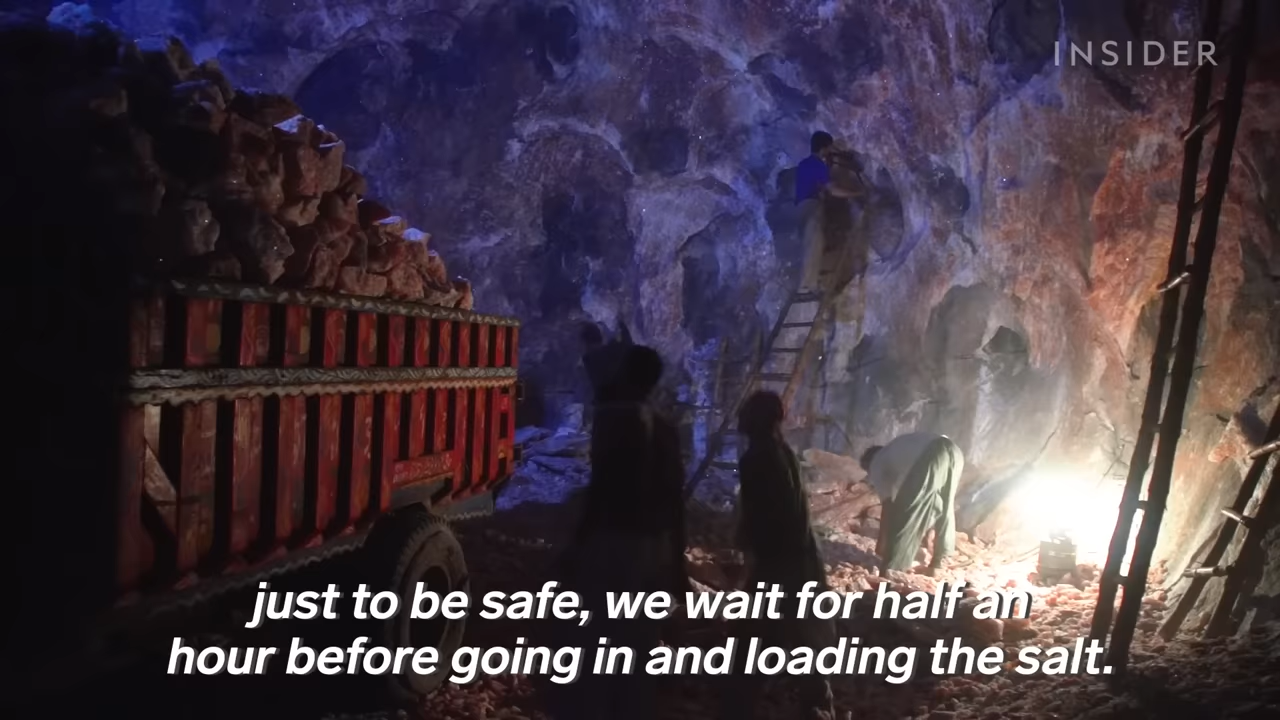 INSIDER
just to be safe, we wait for half an
hour before going in and loading the salt.